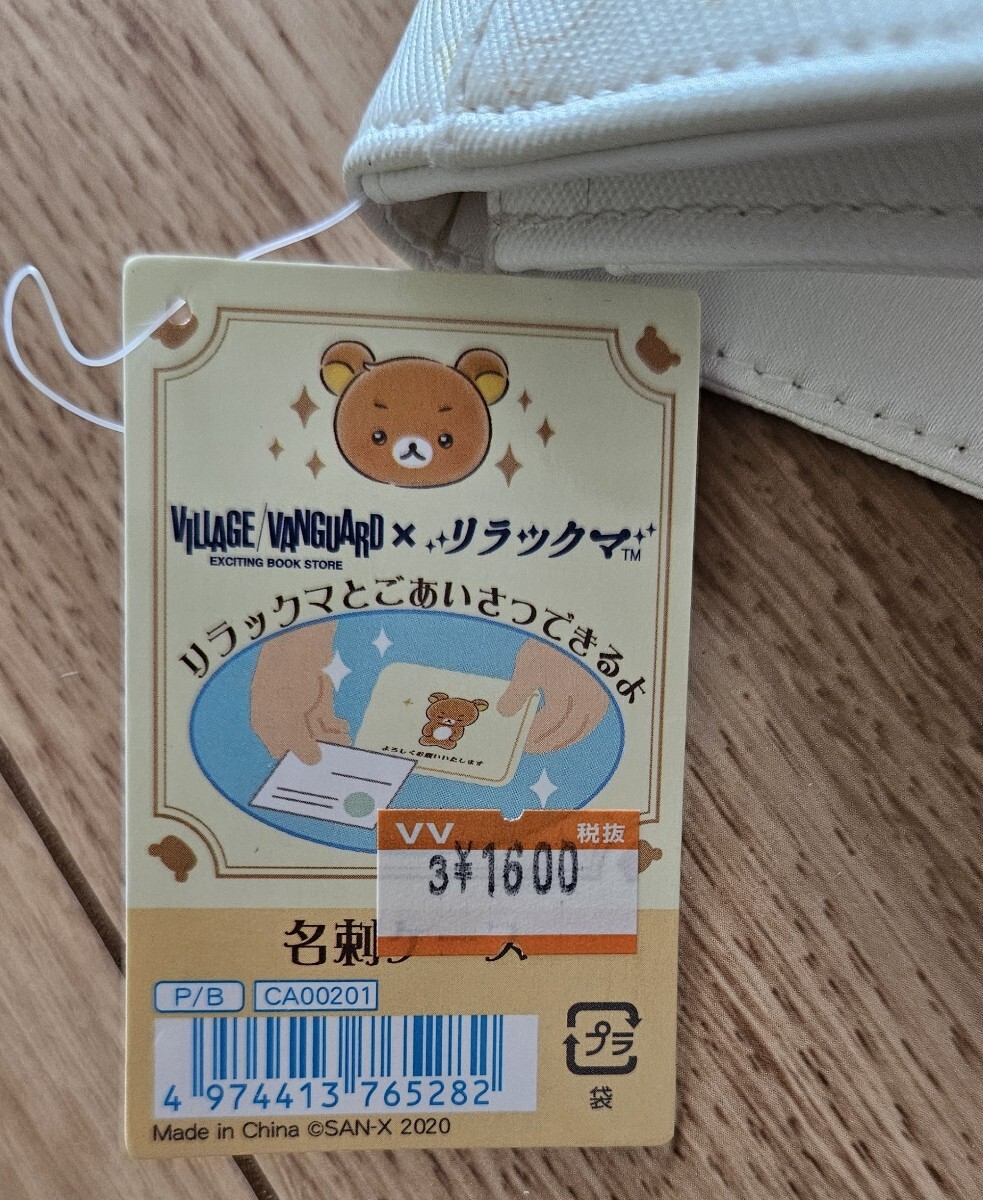 VILLAGE/VANGUARD × リラックマTM
EXCITING BOOK STORE
リラックマとごあいさつできるよ
よろしくお願いいたします
VV 税抜
3¥1600
名刺
P/B CA00201
プラ
袋
4 974413 765282
Made in China ©SAN-X 2020